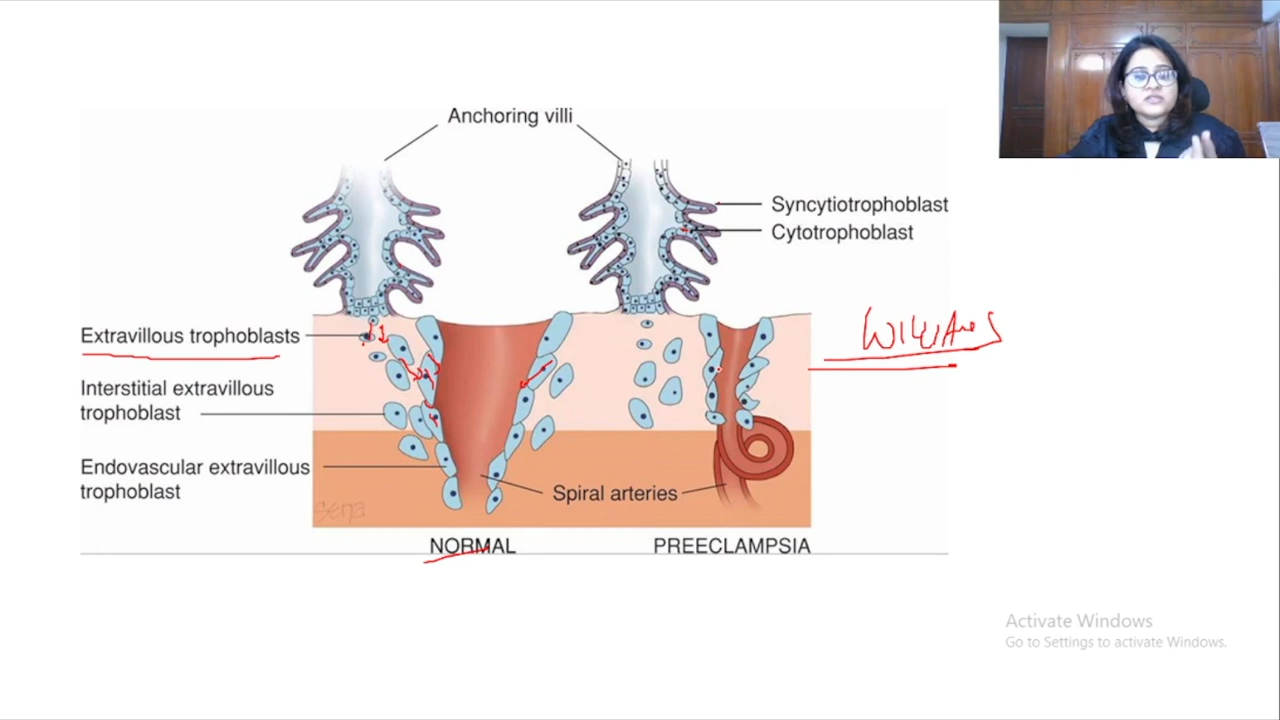 Anchoring villi
Syncytiotrophoblast
Cytotrophoblast
Extravillous trophoblasts
Interstitial extravillous
trophoblast
Endovascular extravillous
trophoblast
Spiral arteries
NORMAL
PREECLAMPSIA
sena
Activate Windows
Go to Settings to activate Windows.